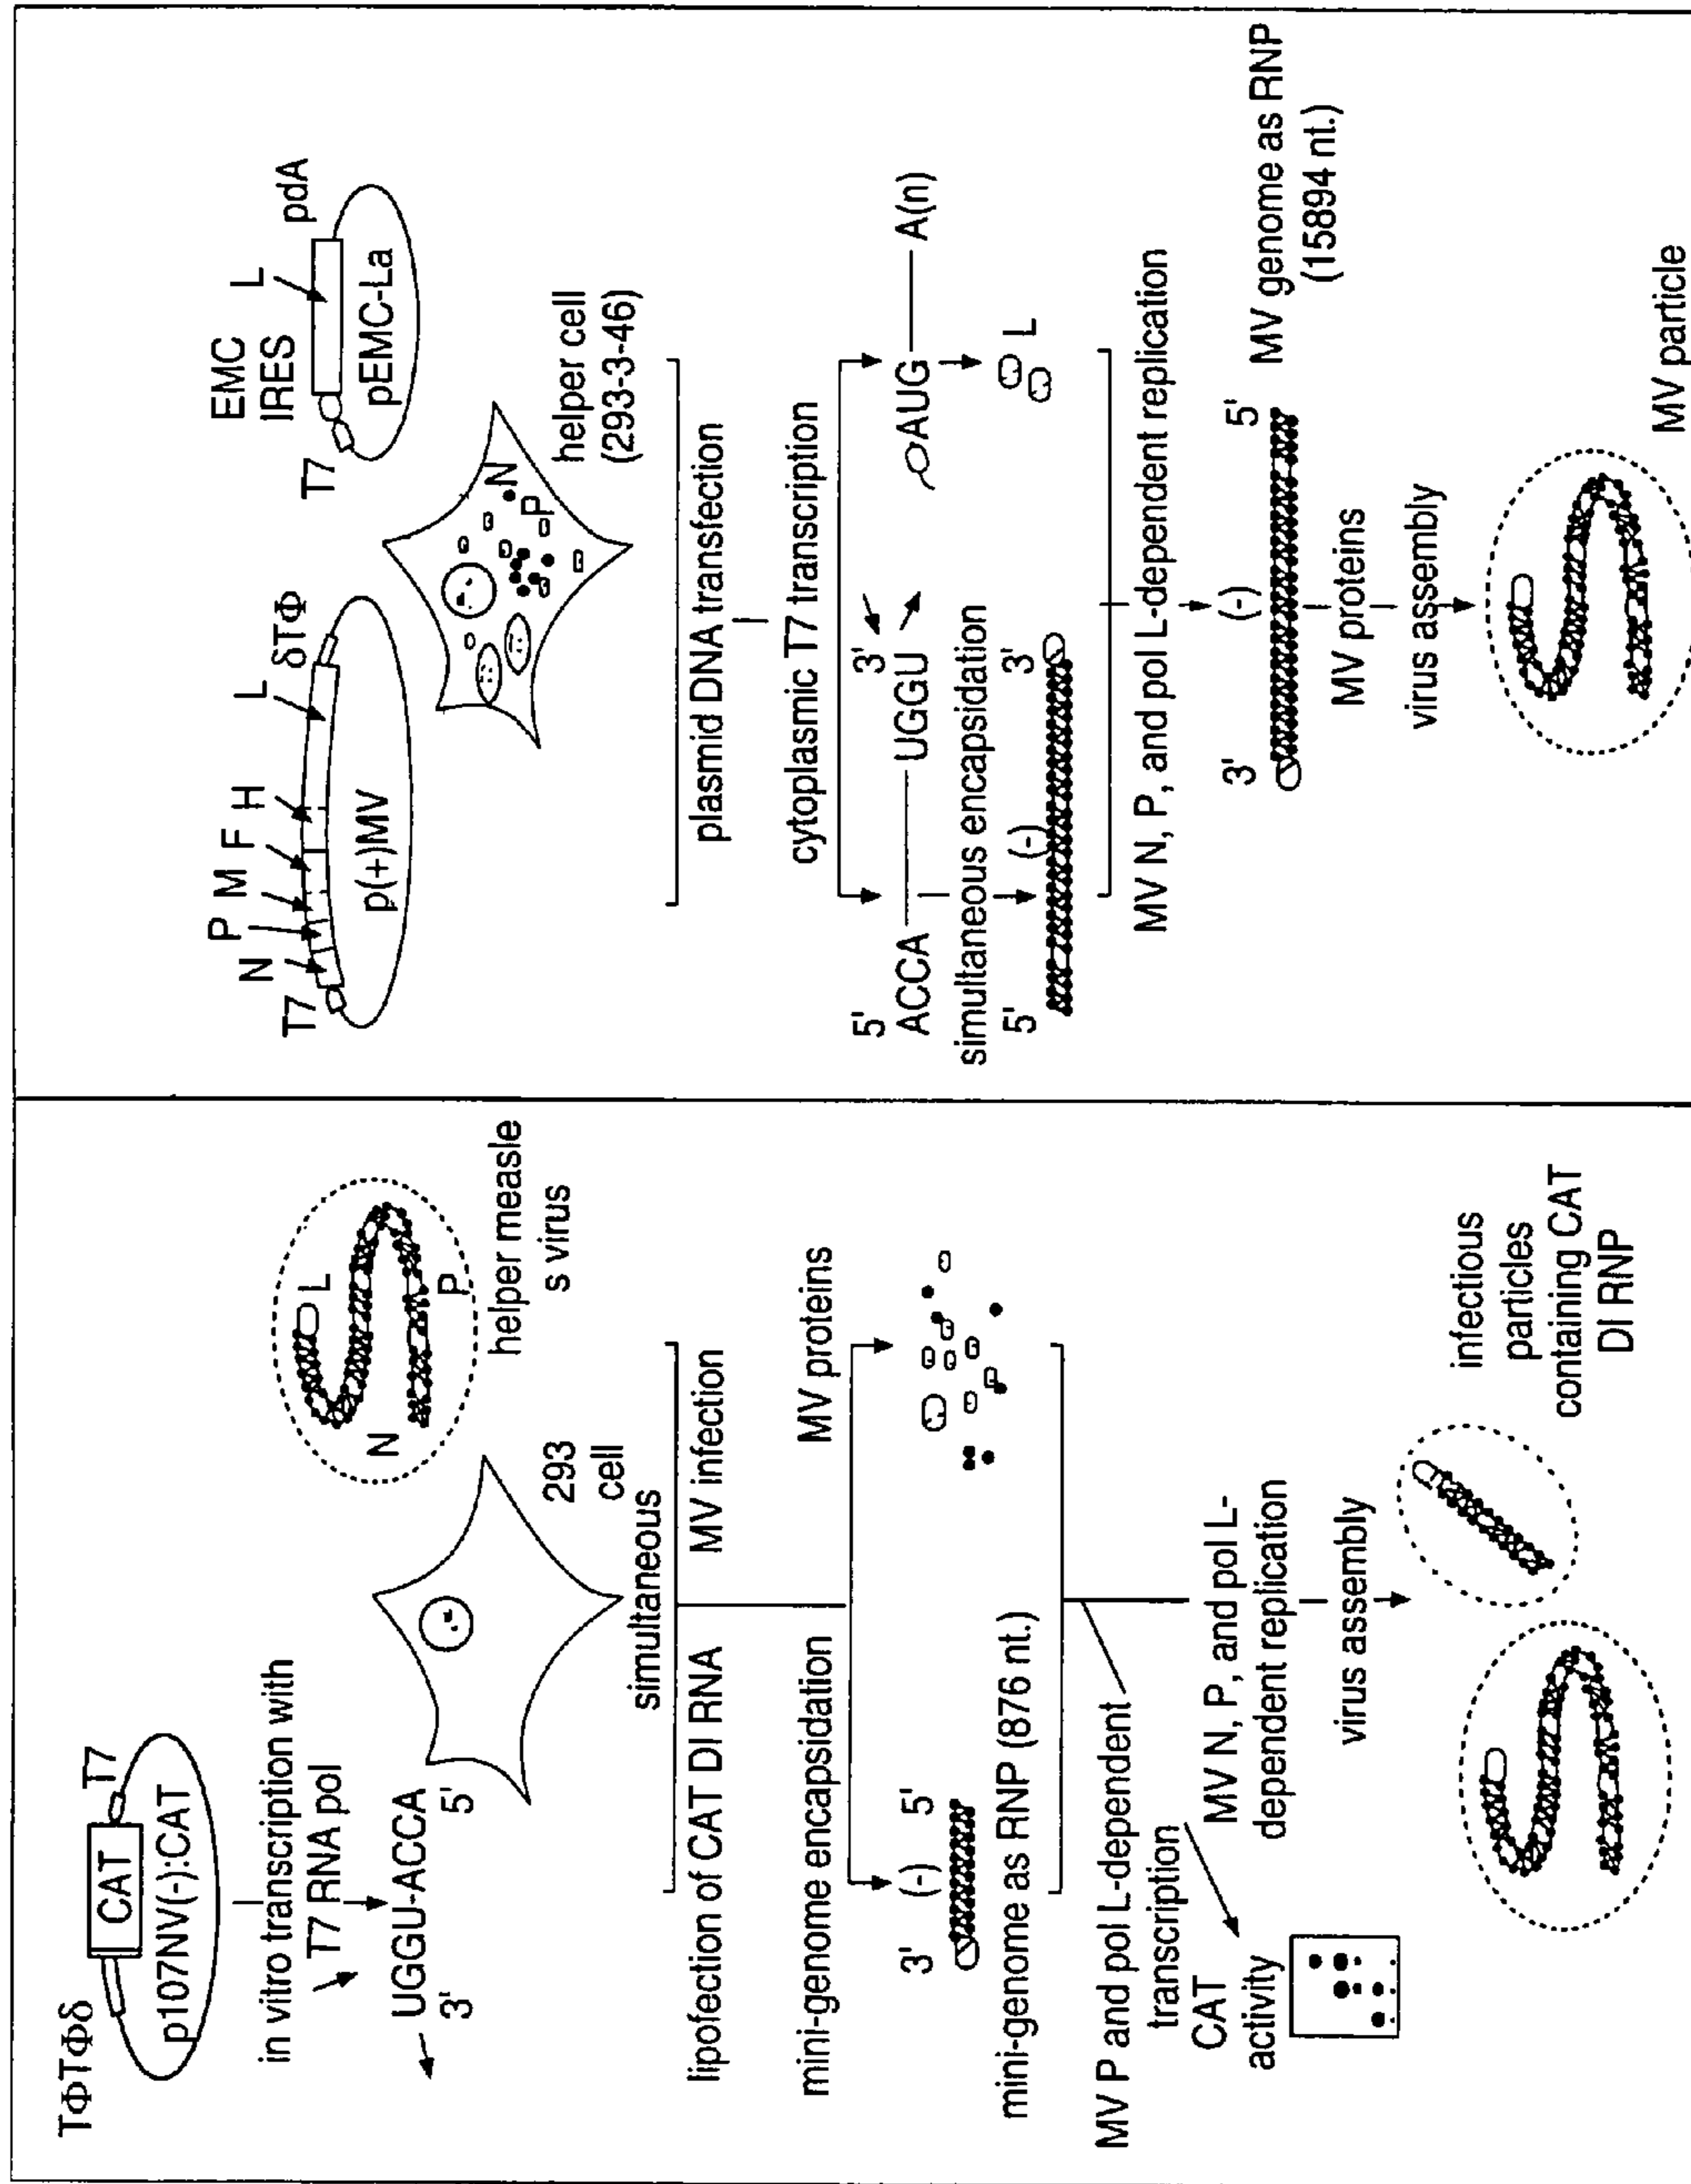 TΦTΦδ
CAT
T7
p107NV(-):CAT
in vitro transcription with
T7 RNA pol
UGGU-ACCA
3'
5'
L
N
P
helper measle
s virus
293
cell
simultaneous
lipofection of CAT DI RNA
MV infection
mini-genome encapsidation
MV proteins
3'
(-)
5'
mini-genome as RNP (876 nt.)
MV P and pol L-dependent
transcription
CAT
activity
MV N, P, and pol L-
dependent replication
virus assembly
infectious
particles
containing CAT
DI RNP
T7
N
P
M
F
H
L
δTΦ
p(+)MV
EMC
IRES
L
T7
pdA
pEMC-La
N
P
helper cell
(293-3-46)
plasmid DNA transfection
cytoplasmic T7 transcription
5'
3'
ACCA
UGGU
AUG
A(n)
simultaneous encapsidation
L
5'
(-)
3'
MV N, P, and pol L-dependent replication
3'
(-)
5'
MV genome as RNP
(15894 nt.)
MV proteins
virus assembly
MV particle